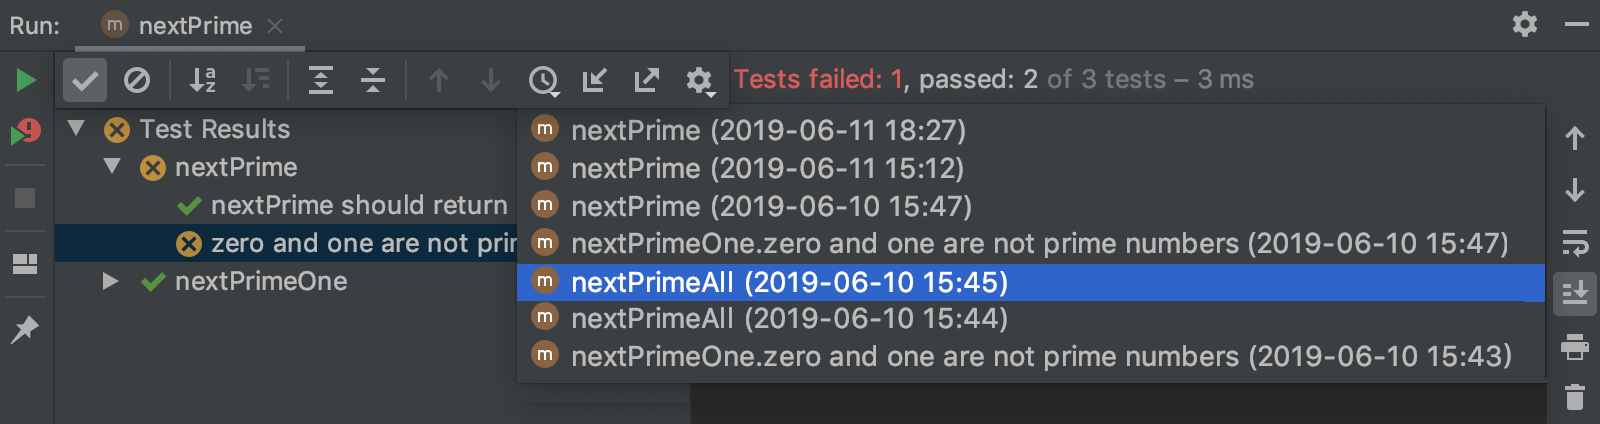 Run: m nextPrime
Tests failed: 1, passed: 2 of 3 tests – 3 ms
Test Results
nextPrime
nextPrime should return
zero and one are not prin
nextPrimeOne
m nextPrime (2019-06-11 18:27)
m nextPrime (2019-06-11 15:12)
m nextPrime (2019-06-10 15:47)
m nextPrimeOne.zero and one are not prime numbers (2019-06-10 15:47)
m nextPrimeAll (2019-06-10 15:45)
m nextPrimeAll (2019-06-10 15:44)
m nextPrimeOne.zero and one are not prime numbers (2019-06-10 15:43)